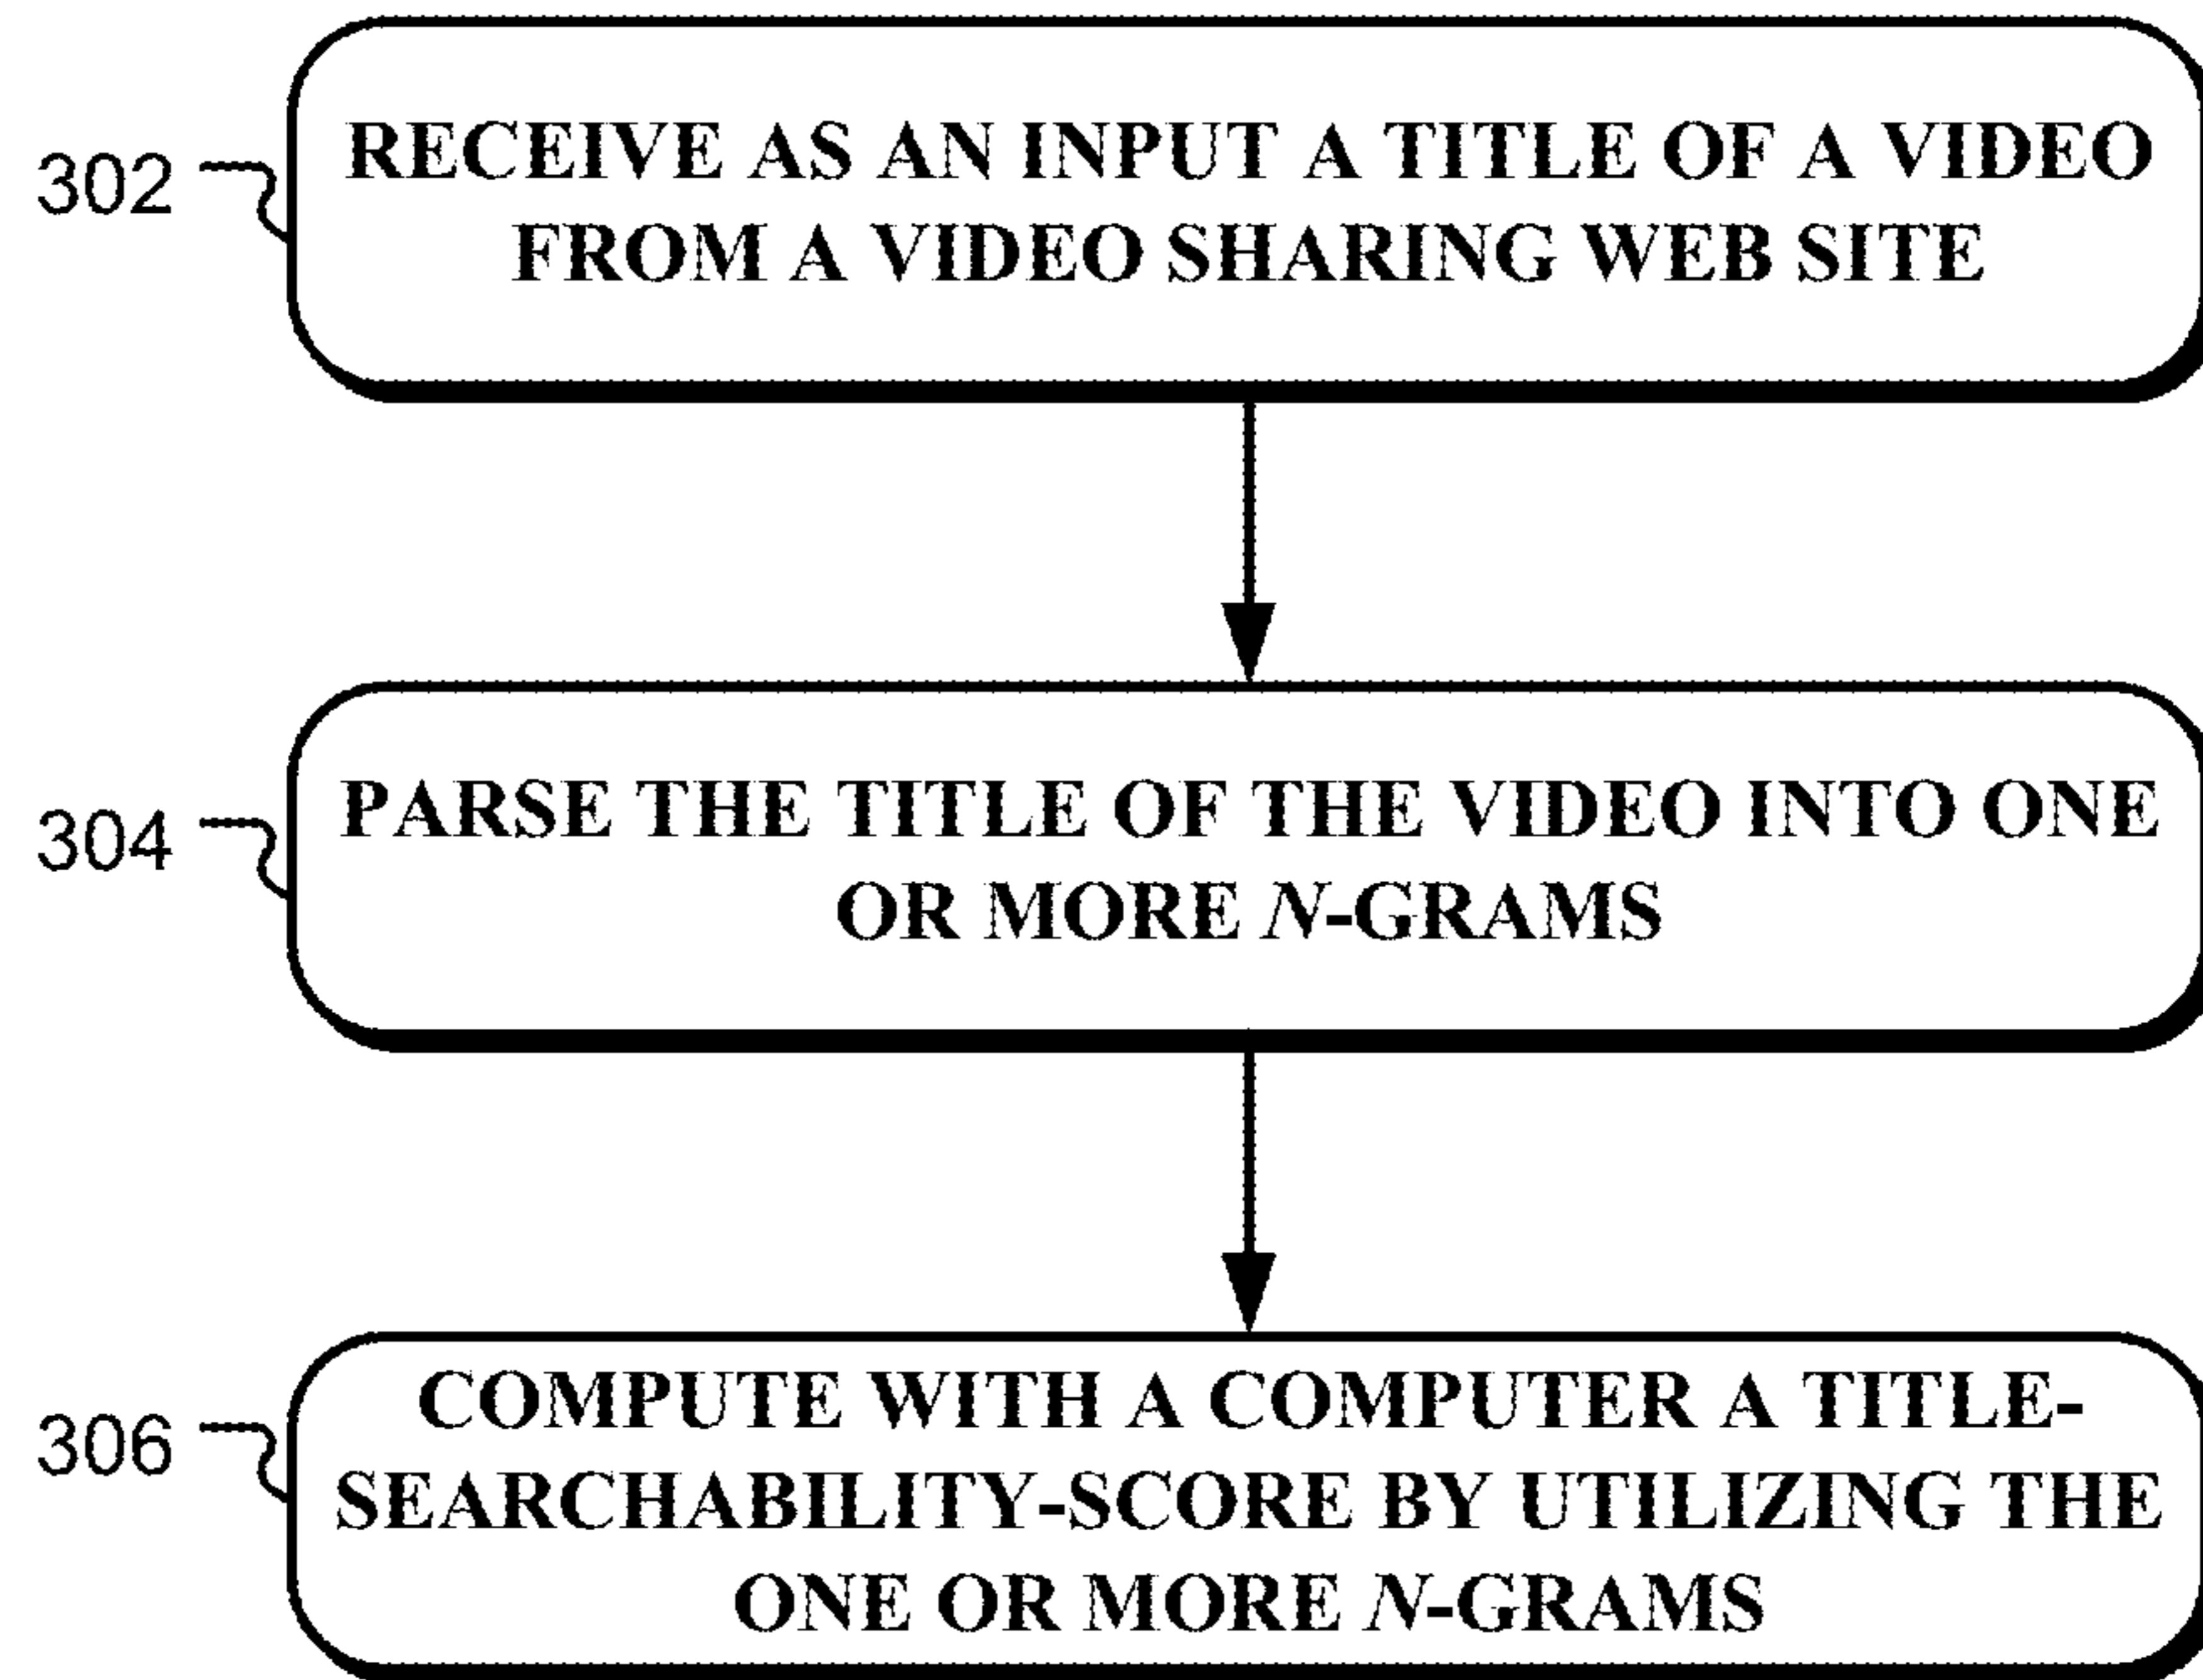 302
RECEIVE AS AN INPUT A TITLE OF A VIDEO
FROM A VIDEO SHARING WEB SITE
304
PARSE THE TITLE OF THE VIDEO INTO ONE
OR MORE N-GRAMS
306
COMPUTE WITH A COMPUTER A TITLE-
SEARCHABILITY-SCORE BY UTILIZING THE
ONE OR MORE N-GRAMS